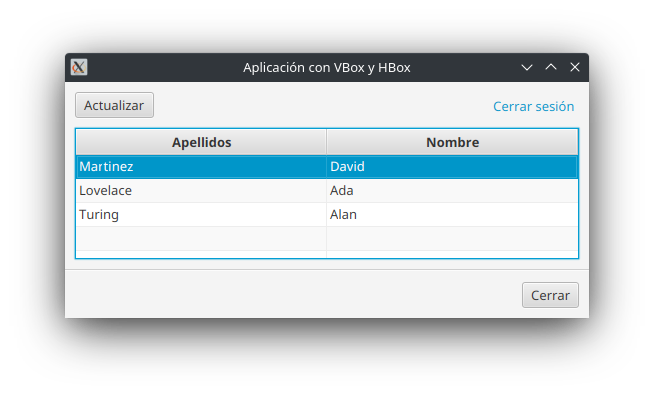 Aplicación con VBox y HBox
Actualizar
Cerrar sesión
Apellidos Nombre
Martinez David
Lovelace Ada
Turing Alan
Cerrar